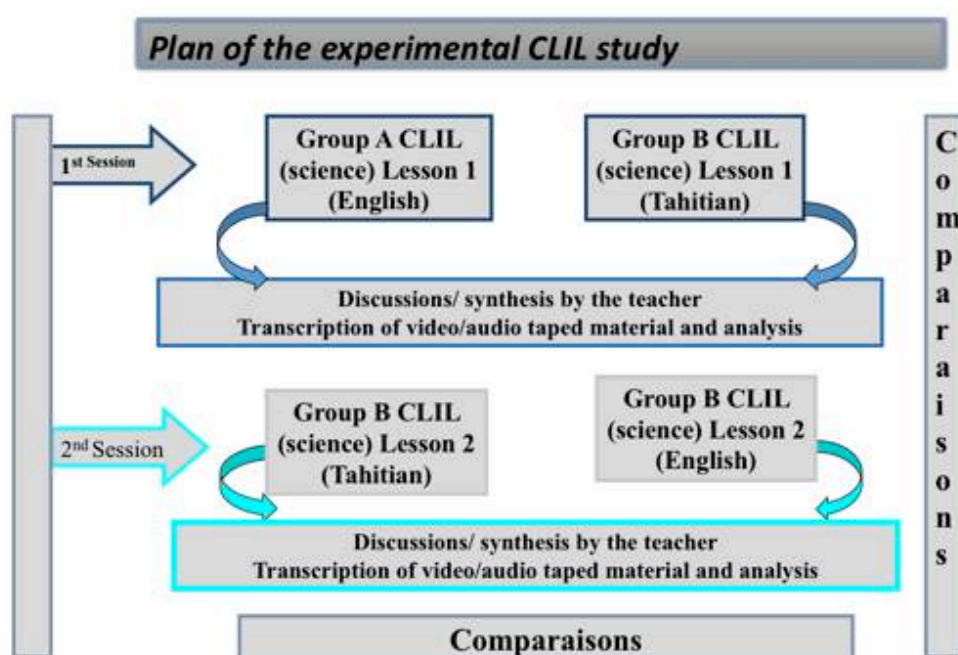 Plan of the experimental CLIL study
1st Session
Group A CLIL
(science) Lesson 1
(English)
Group B CLIL
(science) Lesson 1
(Tahitian)
Discussions/ synthesis by the teacher
Transcription of video/audio taped material and analysis
2nd Session
Group B CLIL
(science) Lesson 2
(Tahitian)
Group B CLIL
(science) Lesson 2
(English)
Discussions/ synthesis by the teacher
Transcription of video/audio taped material and analysis
Comparaisons
Comparaisons